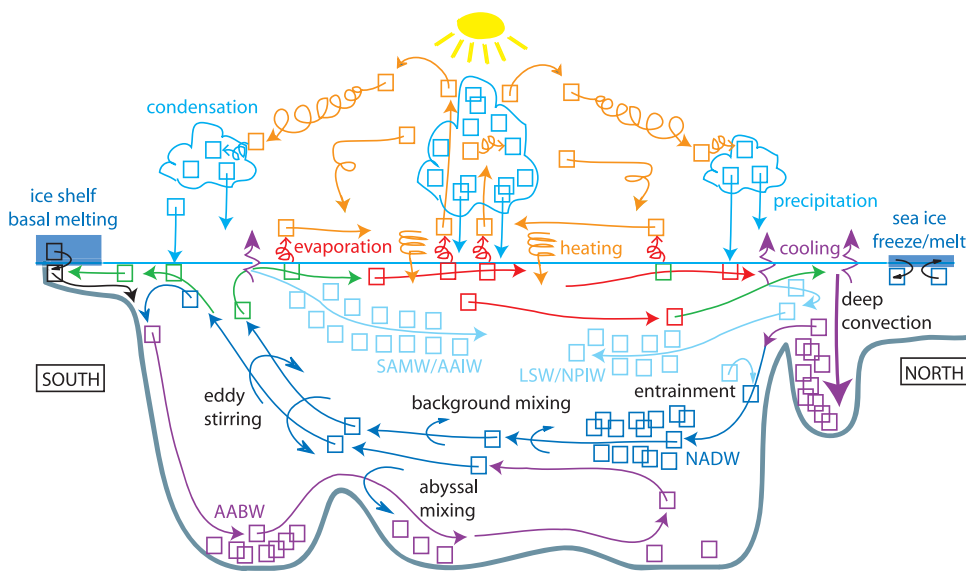 condensation
ice shelf
basal melting
evaporation
heating
precipitation
cooling
sea ice
freeze/melt
deep
convection
SOUTH
SAMW/AAIW
LSW/NPIW
NORTH
eddy
stirring
background mixing
entrainment
NADW
abyssal
mixing
AABW